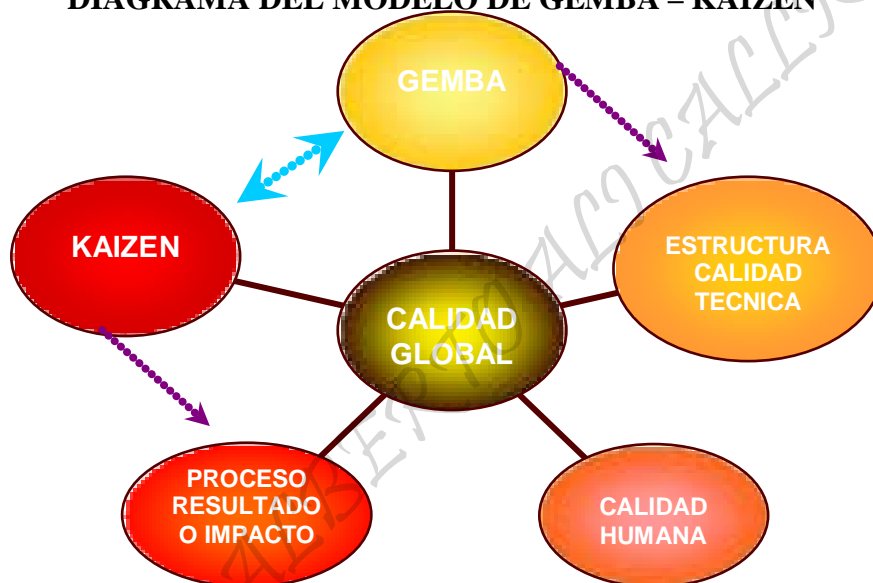 DIAGRAMA DEL MODELO DE GEMBA – KAIZEN
GEMBA
KAIZEN
ESTRUCTURA
CALIDAD
TECNICA
CALIDAD
GLOBAL
PROCESO
RESULTADO
O IMPACTO
CALIDAD
HUMANA